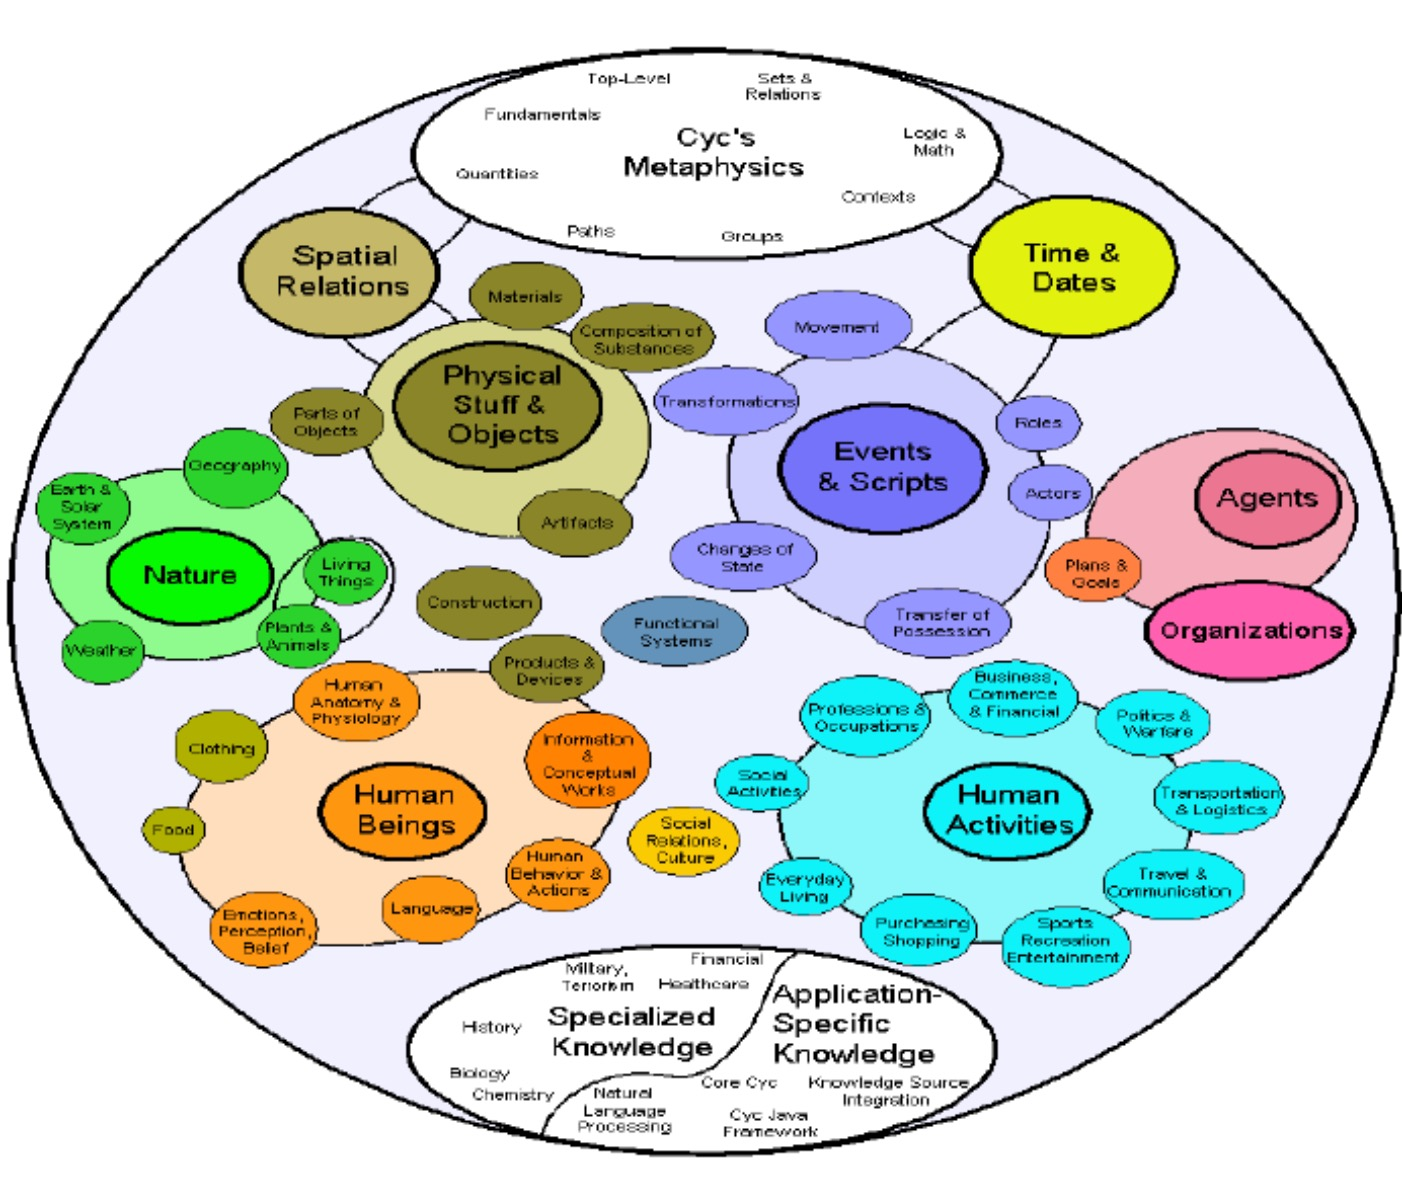 Top-Level
Sets &
Relations
Fundamentals
Cyc's
Metaphysics
Logic &
Math
Quantities
Contexts
Paths
Groups
Spatial
Relations
Time &
Dates
Materials
Composition of
Substances
Movement
Physical
Stuff &
Objects
Parts of
Objects
Artifacts
Transformations
Roles
Events
& Scripts
Actors
Changes of
State
Transfer of
Possession
Agents
Plans &
Goals
Organizations
Geography
Earth &
Solar
System
Nature
Living
Things
Plants &
Animals
Weather
Construction
Functional
Systems
Products &
Devices
Human
Anatomy &
Physiology
Clothing
Information
&
Conceptual
Works
Human
Beings
Food
Human
Behavior &
Actions
Language
Emotions,
Perception,
Belief
Social
Relations,
Culture
Professions &
Occupations
Business,
Commerce
& Financial
Politics &
Warfare
Social
Activities
Human
Activities
Transportation
& Logistics
Everyday
Living
Travel &
Communication
Purchasing
Shopping
Sports
Recreation
Entertainment
Financial
Military,
Terrorism
Healthcare
History
Specialized
Knowledge
Biology
Chemistry
Application-
Specific
Knowledge
Core Cyc
Knowledge Source
Integration
Natural
Language
Processing
Cyc Java
Framework